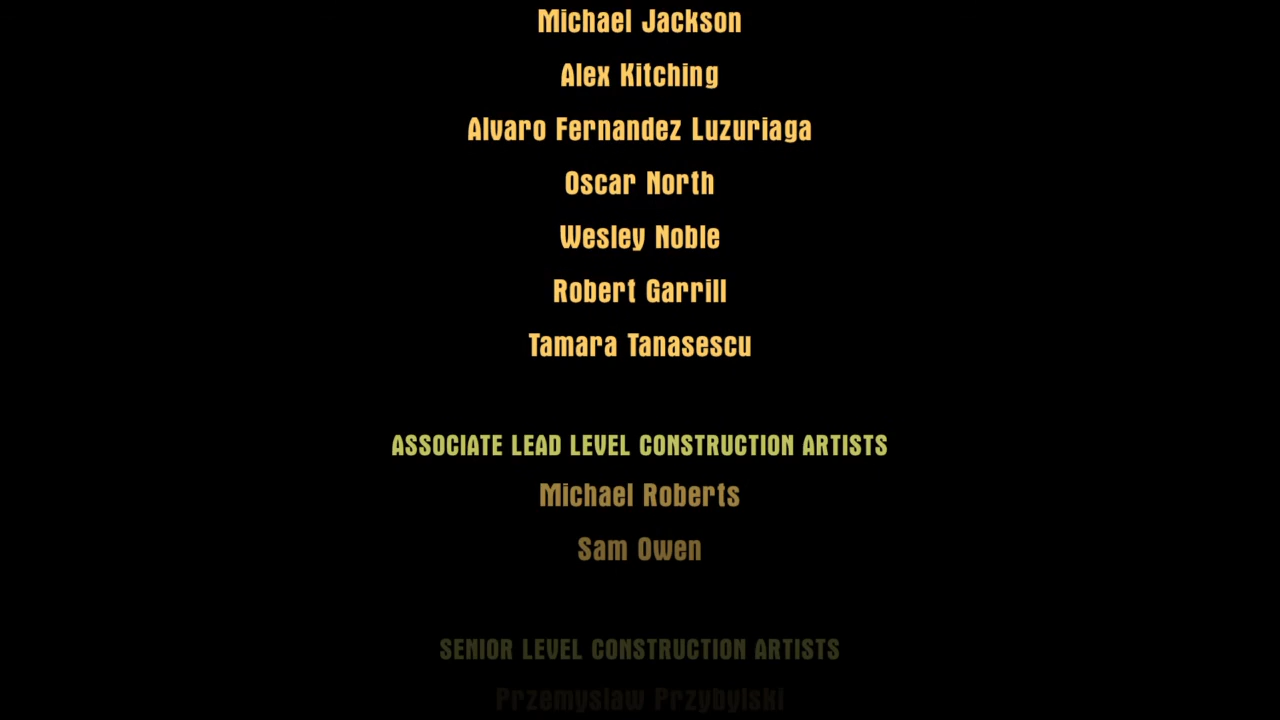 Michael Jackson
Alex Kitching
Alvaro Fernandez Luzuriaga
Oscar North
Wesley Noble
Robert Garrill
Tamara Tanasescu
ASSOCIATE LEAD LEVEL CONSTRUCTION ARTISTS
Michael Roberts
Sam Owen
SENIOR LEVEL CONSTRUCTION ARTISTS
Przemyslaw Przybylski